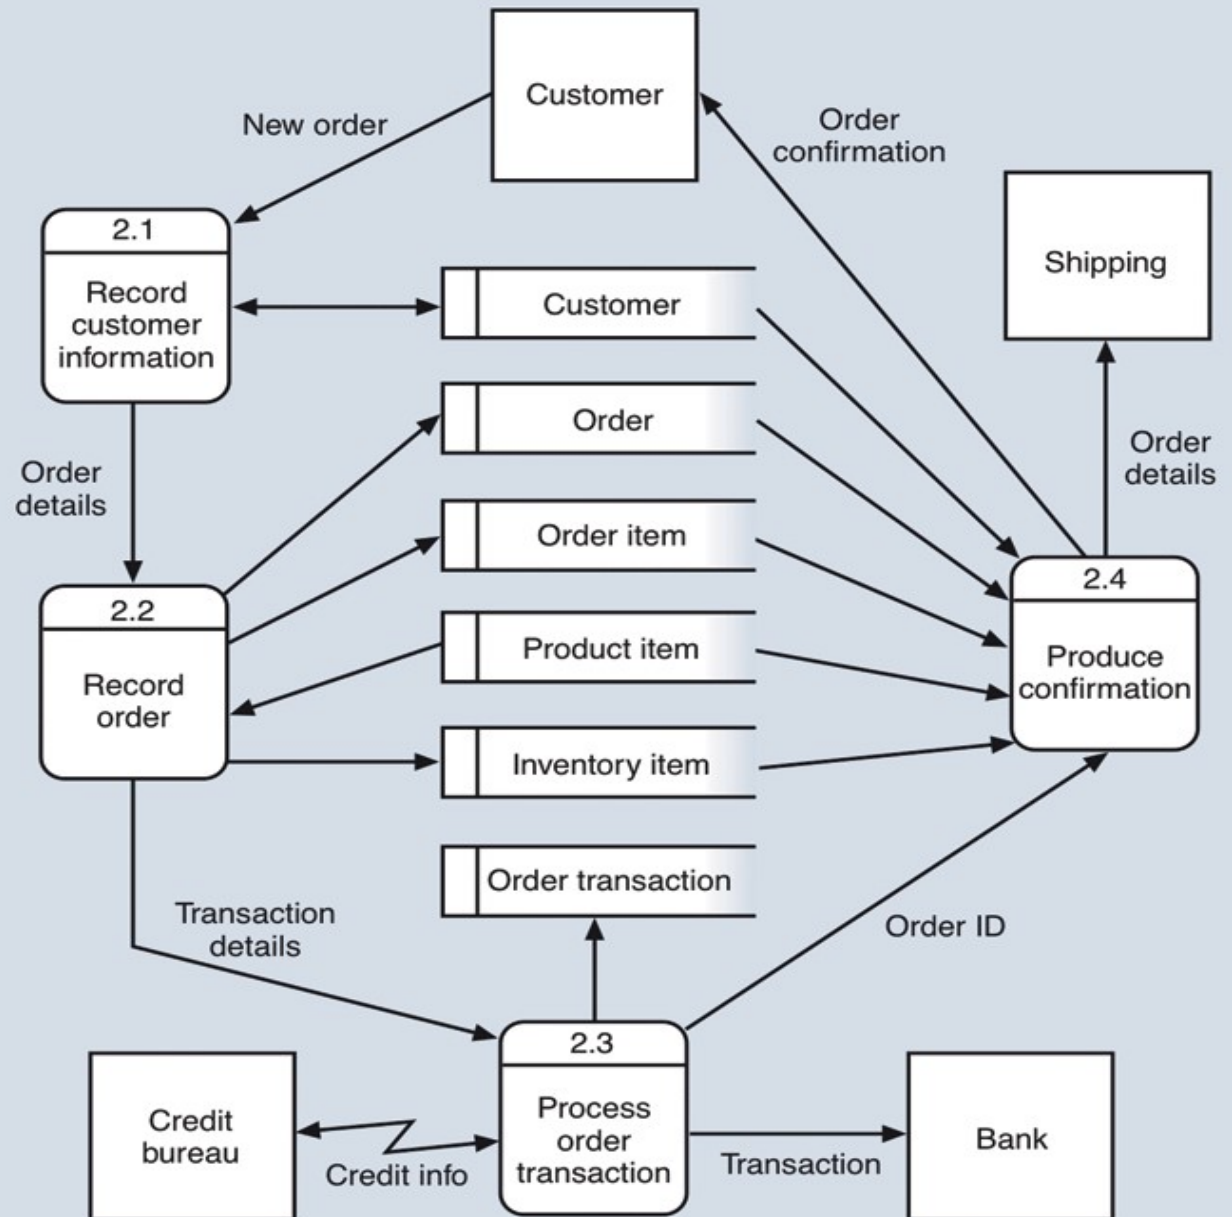 Customer
New order
Order
confirmation
2.1
Record
customer
information
Customer
Shipping
Order
Order
details
Order
details
Order item
2.2
Record
order
Product item
2.4
Produce
confirmation
Inventory item
Order transaction
Transaction
details
Order ID
2.3
Process
order
transaction
Credit
bureau
Credit info
Transaction
Bank